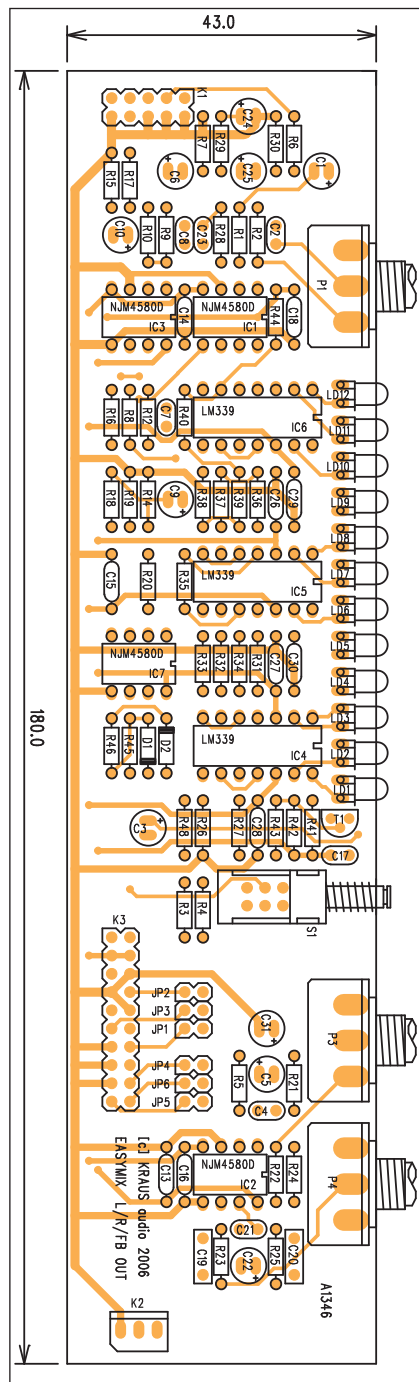 43.0
K1
C24
R7
R29
R30
R6
C6
C25
C1
R15
R17
C10
R10
R9
C8
C23
R28
R1
R2
C2
P1
NJM4580D
IC3
C14
NJM4580D
IC1
R44
C18
LD12
LD11
LD10
LD9
LD8
LD7
LD6
LD5
LD4
LD3
LD2
LD1
R16
R8
R12
C7
R40
LM339
IC6
R18
R19
R14
C9
R38
R37
R39
R36
C26
C29
C15
R20
R35
LM339
IC5
NJM4580D
IC7
R33
R32
R34
R31
C27
C30
180.0
R46
R45
D1
D2
LM339
IC4
C3
R48
R26
R27
C28
R43
R42
R41
T1
C17
R3
R4
S1
K3
JP2
JP3
JP1
JP4
JP6
JP5
C31
P3
R5
C5
R21
C4
C13
C16
NJM4580D
IC2
R22
R24
P4
[c] KRAUS audio 2006
EASYMIX L/R/FB OUT
C19
R23
C21
C22
R25
C20
A1346
K2